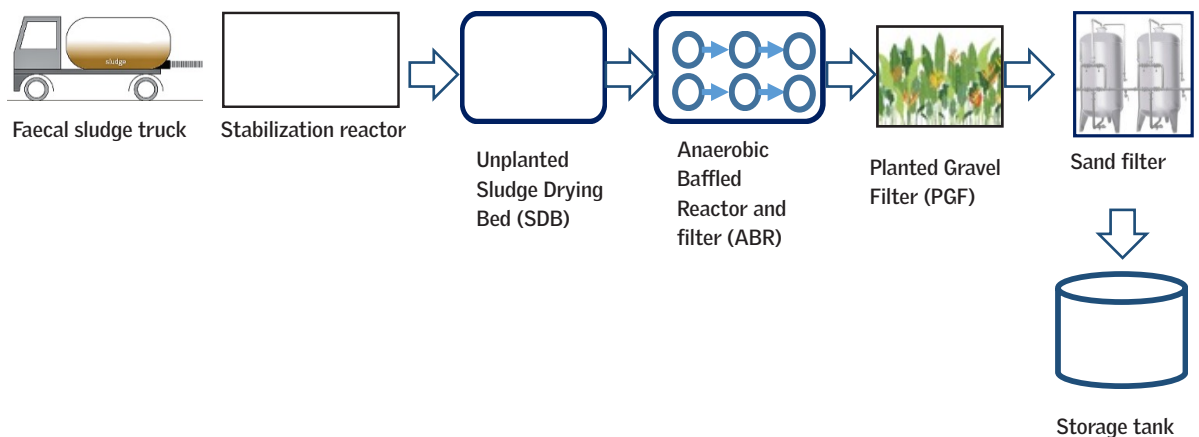 sludge
Faecal sludge truck
Stabilization reactor
Unplanted
Sludge Drying
Bed (SDB)
Anaerobic
Baffled
Reactor and
filter (ABR)
Planted Gravel
Filter (PGF)
Sand filter
Storage tank